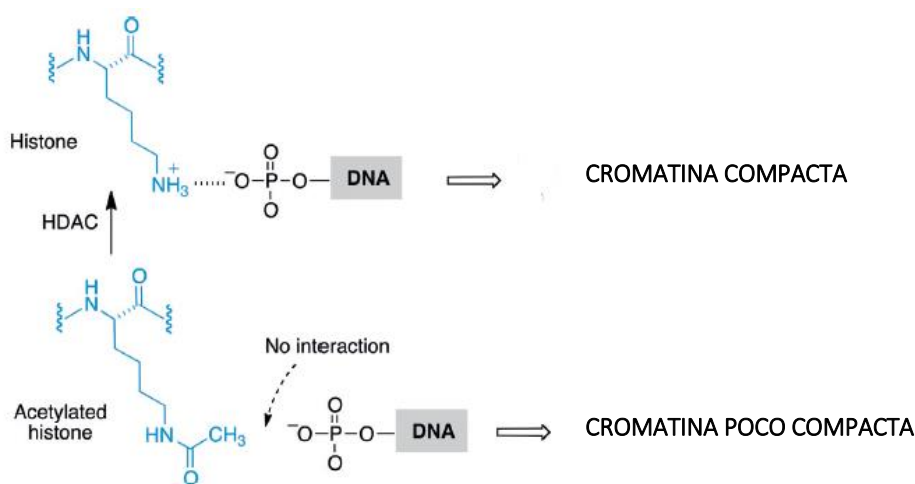 H
N
O
Histone
+
NH3
−O
O
P
O
O
DNA
CROMATINA COMPACTA
HDAC
H
N
O
No interaction
Acetylated
histone
HN
CH3
O
−O
O
P
O
O
DNA
CROMATINA POCO COMPACTA